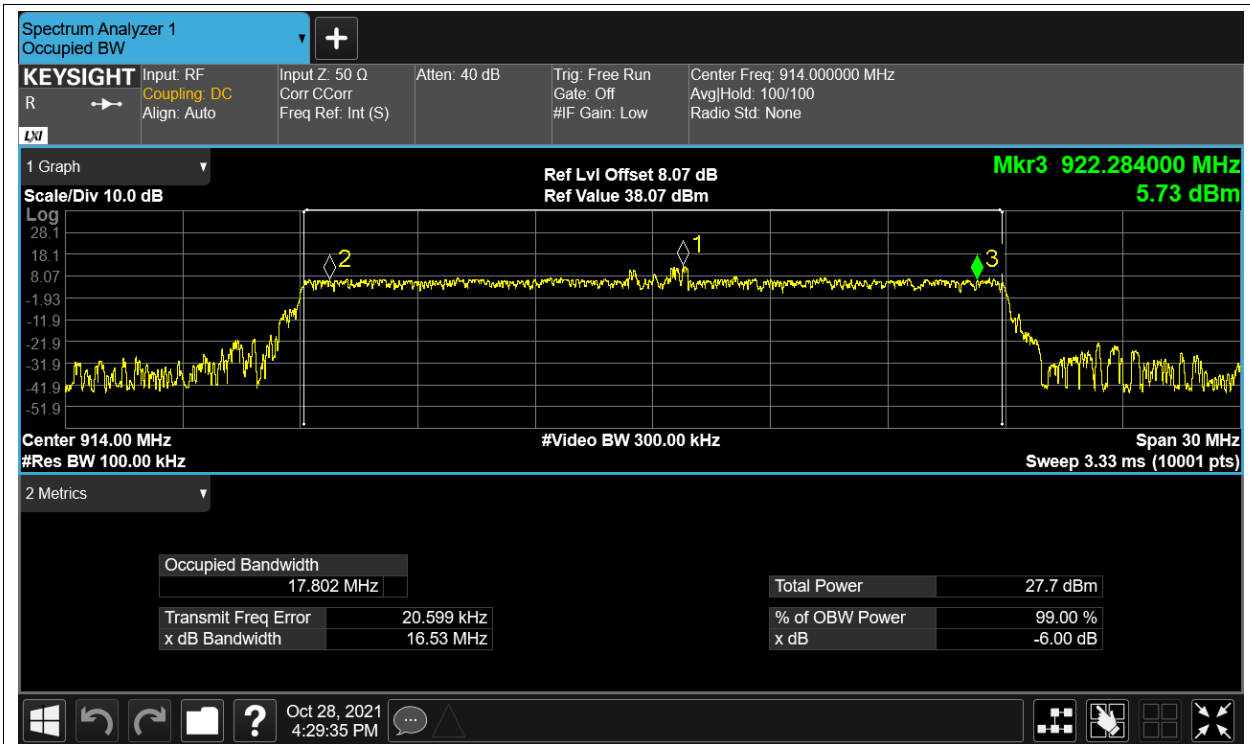 Spectrum Analyzer 1
Occupied BW
KEYSIGHT
R
LXI
Input: RF
Coupling: DC
Align: Auto
Input Z: 50 Ω
Corr CCorr
Freq Ref: Int (S)
Atten: 40 dB
Trig: Free Run
Gate: Off
#IF Gain: Low
Center Freq: 914.000000 MHz
Avg|Hold: 100/100
Radio Std: None
1 Graph
Scale/Div 10.0 dB
Ref Lvl Offset 8.07 dB
Ref Value 38.07 dBm
Mkr3 922.284000 MHz
5.73 dBm
Log
28.1
18.1
8.07
-1.93
-11.9
-21.9
-31.9
-41.9
-51.9
2
1
3
Center 914.00 MHz
#Res BW 100.00 kHz
#Video BW 300.00 kHz
Span 30 MHz
Sweep 3.33 ms (10001 pts)
2 Metrics
Occupied Bandwidth
17.802 MHz
Transmit Freq Error 20.599 kHz
x dB Bandwidth 16.53 MHz
Total Power 27.7 dBm
% of OBW Power 99.00 %
x dB -6.00 dB
?
Oct 28, 2021
4:29:35 PM